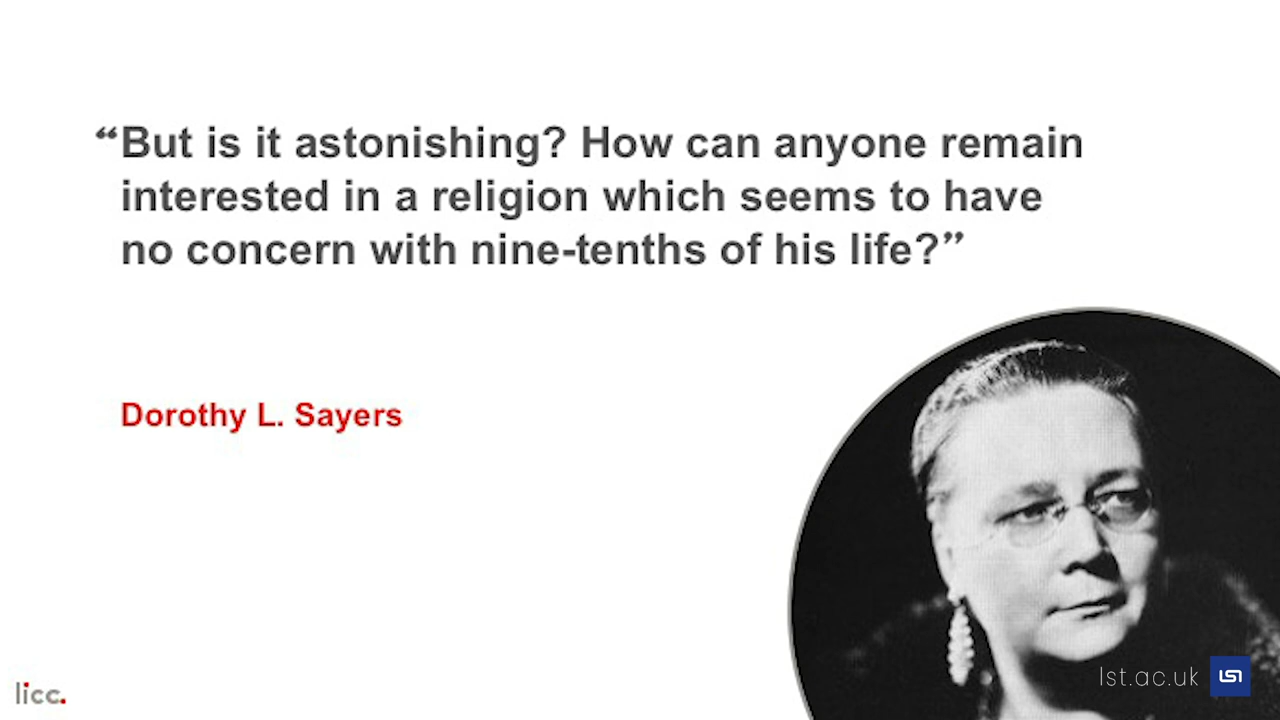 “But is it astonishing? How can anyone remain
interested in a religion which seems to have
no concern with nine-tenths of his life?”
Dorothy L. Sayers
licc.
lst.ac.uk